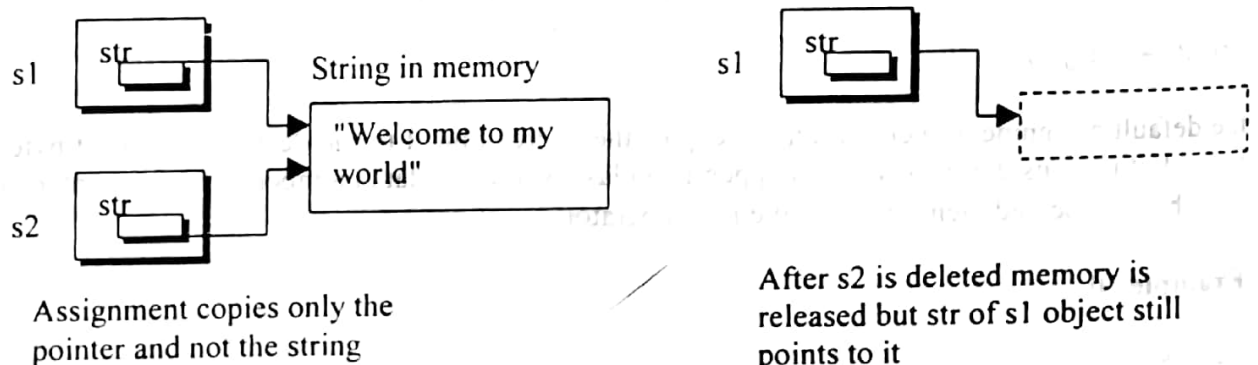 str
s1
String in memory
"Welcome to my
world"
str
s2
Assignment copies only the
pointer and not the string
str
s1
After s2 is deleted memory is
released but str of s1 object still
points to it